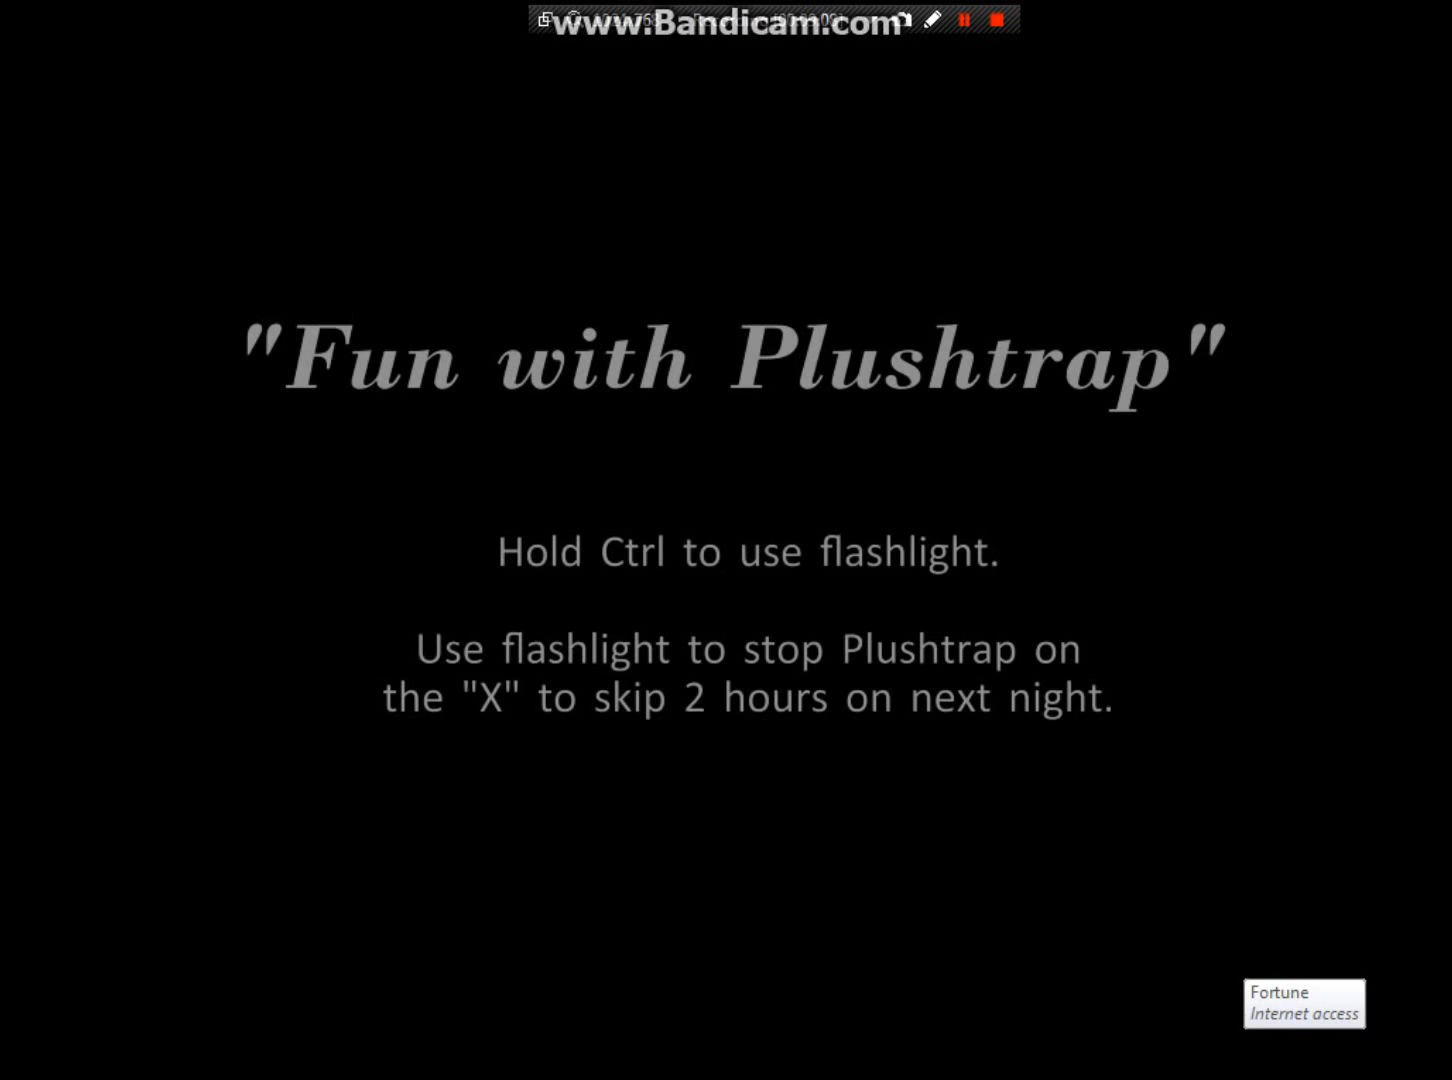 www.Bandicam.com
"Fun with Plushtrap"
Hold Ctrl to use flashlight.
Use flashlight to stop Plushtrap on
the "X" to skip 2 hours on next night.
Fortune
Internet access